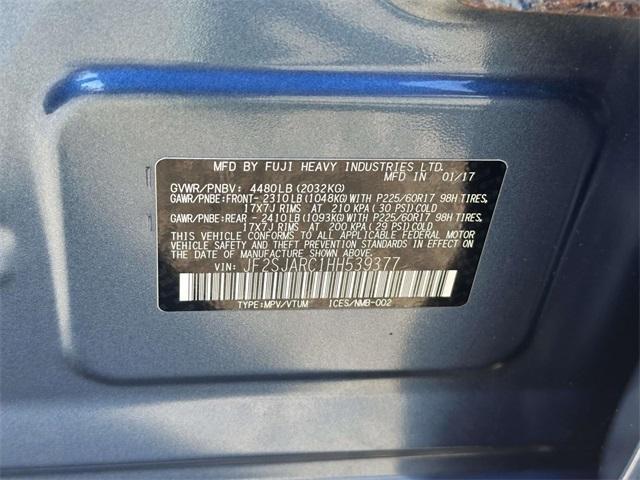 MFD BY FUJI HEAVY INDUSTRIES LTD.
MFD IN 01/17
GVWR/PNBV: 4480LB(2032KG)
GAWR/PNBE:FRONT- 2310LB(1048KG)WITH P225/60R17 98H TIRES,
17X7J RIMS AT 210 KPA(30 PSI)COLD
GAWR/PNBE:REAR - 2410LB(1093KG)WITH P225/60R17 98H TIRES,
17X7J RIMS AT 200 KPA(29 PSI)COLD
THIS VEHICLE CONFORMS TO ALL APPLICABLE FEDERAL MOTOR
VEHICLE SAFETY, BUMPER, AND THEFT PREVENTION STANDARDS
IN EFFECT ON THE DATE OF MANUFACTURE SHOWN ABOVE.
VIN: JF2SJARC1HH539377
TYPE:MPV/VTUM ICES/NMB-002